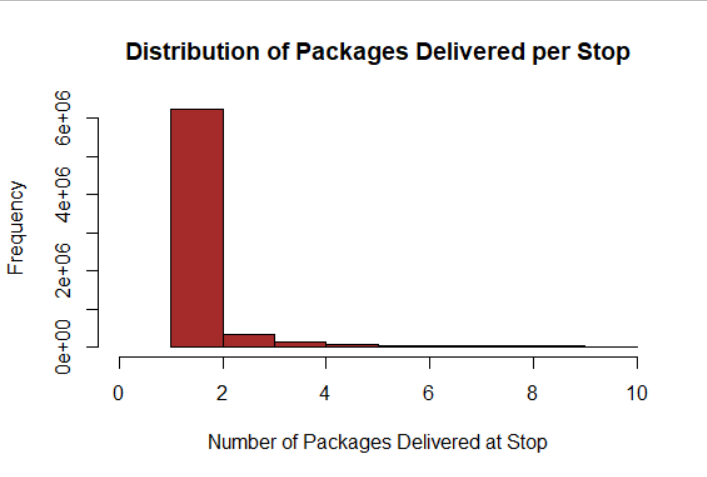 Distribution of Packages Delivered per Stop
Frequency
6e+06
4e+06
2e+06
0e+00
0 2 4 6 8 10
Number of Packages Delivered at Stop